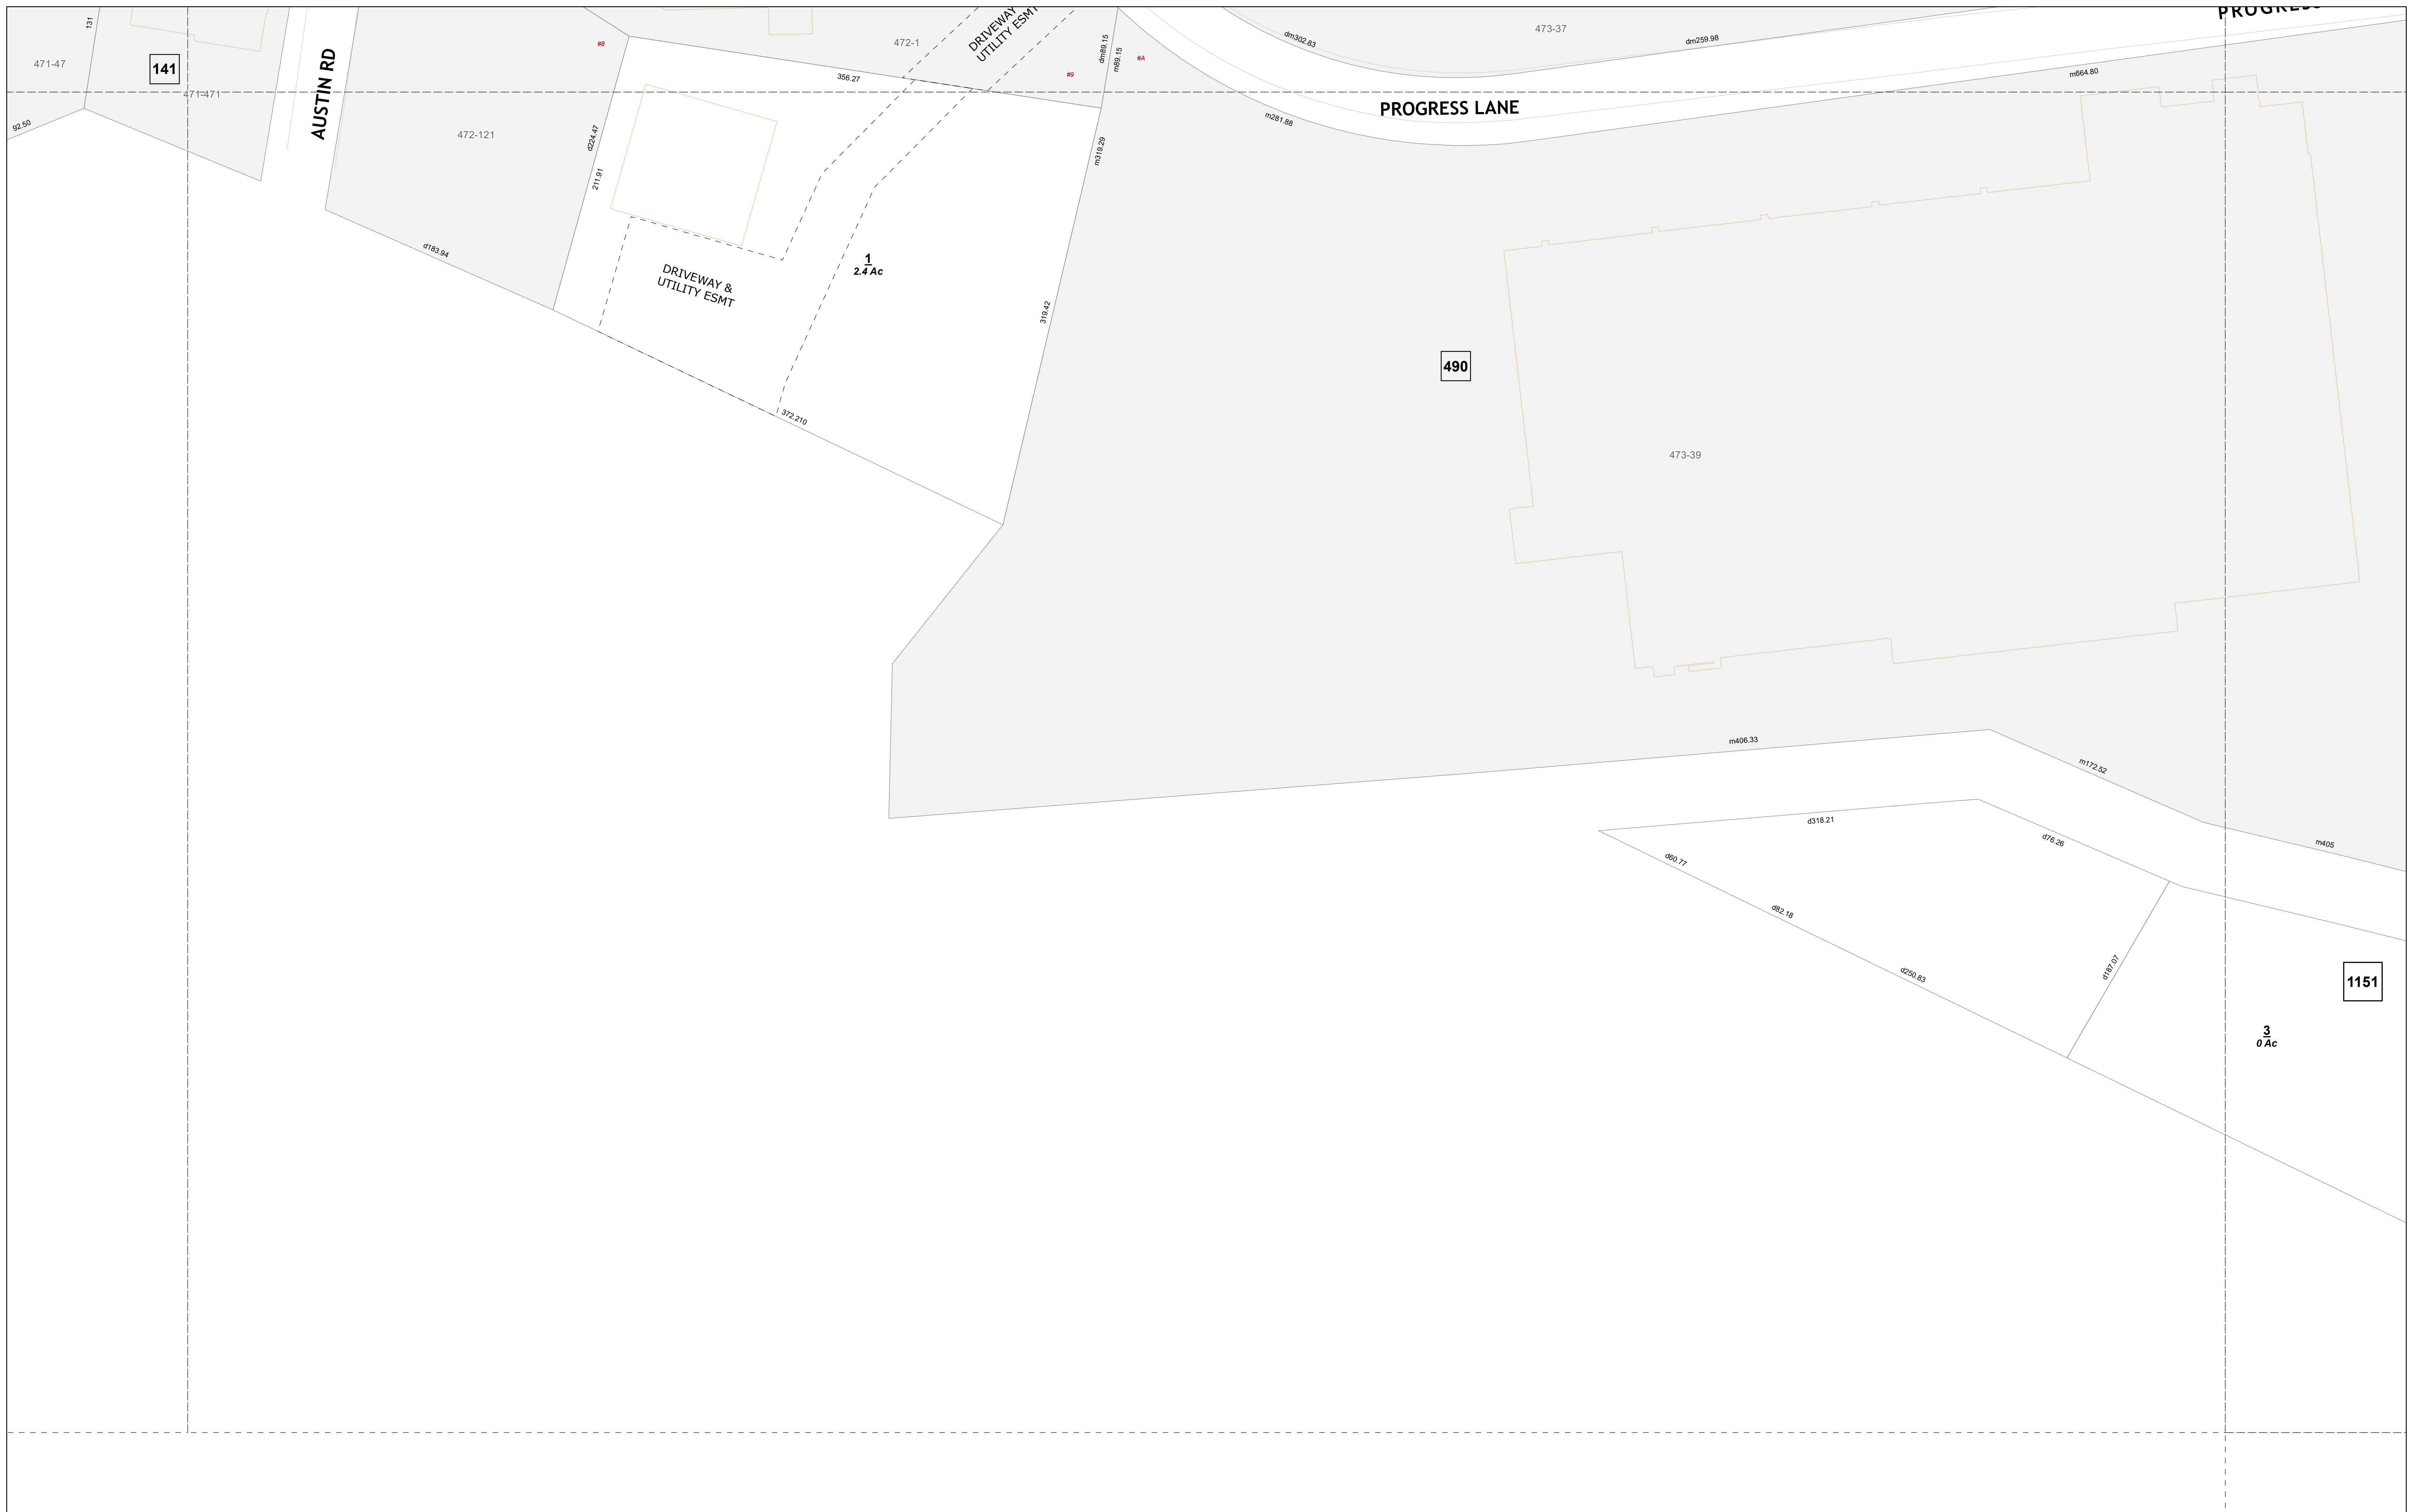 131
471-47
141
471-471
92.50
AUSTIN RD
472-121
d183.94
#8
472-1
DRIVEWAY
UTILITY ESMT
dm89.15
m89.15
#9
#A
356.27
d224.47
211.91
m319.29
319.42
1
2.4 Ac
DRIVEWAY &
UTILITY ESMT
372.210
dm302.83
473-37
dm259.98
m281.88
PROGRESS LANE
m664.80
490
473-39
m406.33
m172.52
m405
d318.21
d76.26
d60.77
d82.18
d250.83
d187.07
1151
3
0 Ac